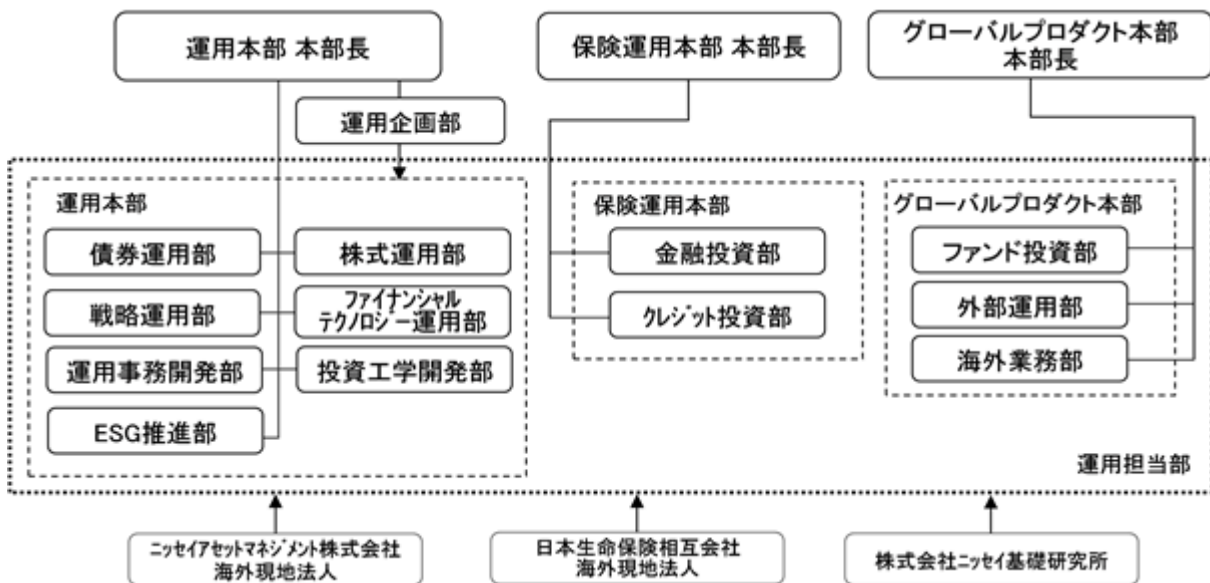 運用本部 本部長
保険運用本部 本部長
グローバルプロダクト本部
本部長
運用企画部
運用本部
債券運用部
株式運用部
戦略運用部
ファイナンシャル
テクノロジー運用部
運用事務開発部
投資工学開発部
ESG推進部
保険運用本部
金融投資部
クレジット投資部
グローバルプロダクト本部
ファンド投資部
外部運用部
海外業務部
運用担当部
ニッセイアセットマネジメント株式会社
海外現地法人
日本生命保険相互会社
海外現地法人
株式会社ニッセイ基礎研究所